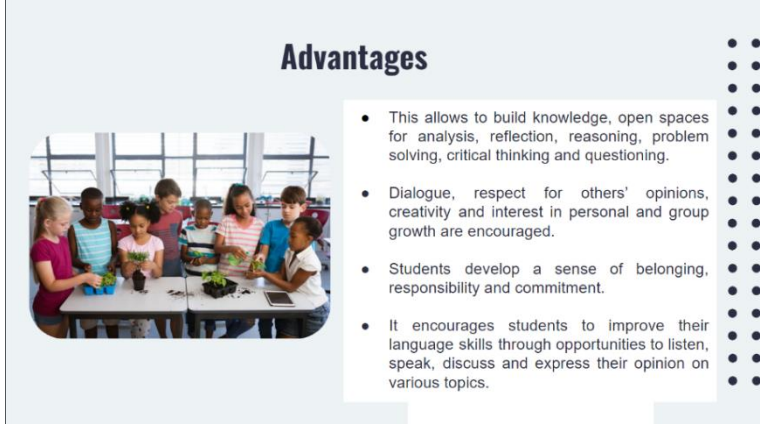 Advantages
● This allows to build knowledge, open spaces
for analysis, reflection, reasoning, problem
solving, critical thinking and questioning.
● Dialogue, respect for others' opinions,
creativity and interest in personal and group
growth are encouraged.
● Students develop a sense of belonging,
responsibility and commitment.
● It encourages students to improve their
language skills through opportunities to listen,
speak, discuss and express their opinion on
various topics.